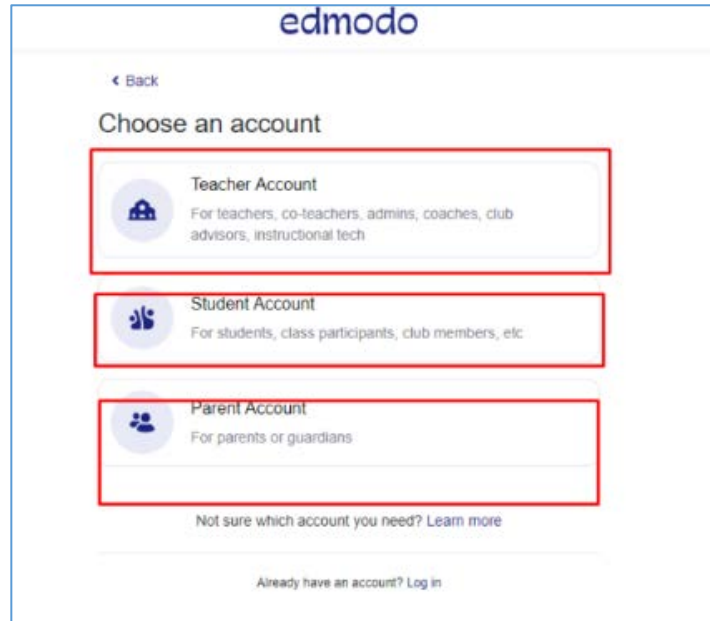 edmodo
Back
Choose an account
Teacher Account
For teachers, co-teachers, admins, coaches, club
advisors, instructional tech
Student Account
For students, class participants, club members, etc
Parent Account
For parents or guardians
Not sure which account you need? Learn more
Already have an account? Log in